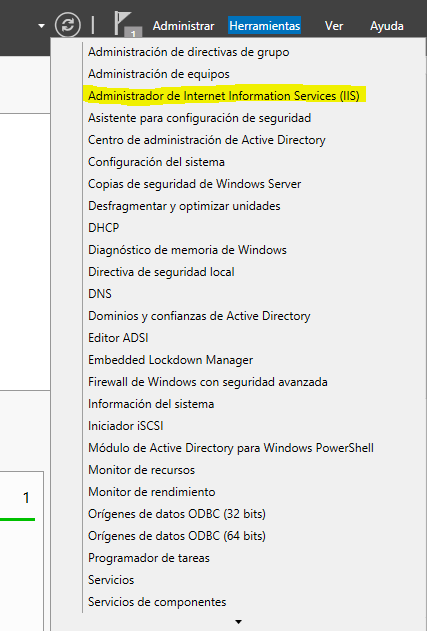 Administrar Herramientas Ver Ayuda
1
Administración de directivas de grupo
Administración de equipos
Administrador de Internet Information Services (IIS)
Asistente para configuración de seguridad
Centro de administración de Active Directory
Configuración del sistema
Copias de seguridad de Windows Server
Desfragmentar y optimizar unidades
DHCP
Diagnóstico de memoria de Windows
Directiva de seguridad local
DNS
Dominios y confianzas de Active Directory
Editor ADSI
Embedded Lockdown Manager
Firewall de Windows con seguridad avanzada
Información del sistema
Iniciador iSCSI
Módulo de Active Directory para Windows PowerShell
Monitor de recursos
Monitor de rendimiento
1
Orígenes de datos ODBC (32 bits)
Orígenes de datos ODBC (64 bits)
Programador de tareas
Servicios
Servicios de componentes